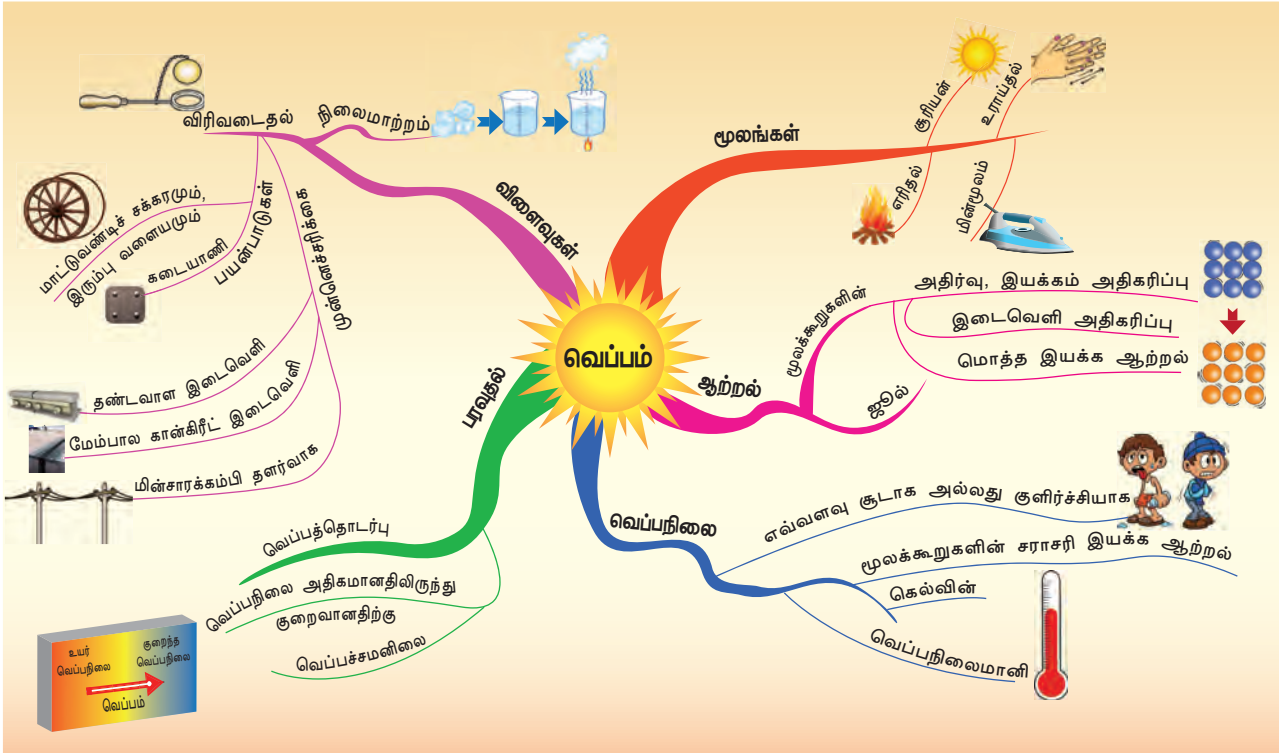 வெப்பம்
மூலங்கள்
சூரியன்
உராய்தல்
எரிதல்
மின்மூலம்
ஆற்றல்
மூலக்கூறுகளின்
அதிர்வு, இயக்கம் அதிகரிப்பு
இடைவெளி அதிகரிப்பு
மொத்த இயக்க ஆற்றல்
ஜூல்
வெப்பநிலை
எவ்வளவு சூடாக அல்லது குளிர்ச்சியாக
மூலக்கூறுகளின் சராசரி இயக்க ஆற்றல்
கெல்வின்
வெப்பநிலைமானி
பரவுதல்
வெப்பத்தொடர்பு
வெப்பநிலை அதிகமானதிலிருந்து
குறைவானதிற்கு
வெப்பச்சமனிலை
உயர்
வெப்பநிலை
குறைந்த
வெப்பநிலை
வெப்பம்
விளைவுகள்
நிலைமாற்றம்
விரிவடைதல்
பயன்பாடுகள்
மாட்டுவண்டிச் சக்கரமும்,
இரும்பு வளையமும்
கடையாணி
முன்னெச்சரிக்கை
தண்டவாள இடைவெளி
மேம்பால கான்கிரீட் இடைவெளி
மின்சாரக்கம்பி தளர்வாக